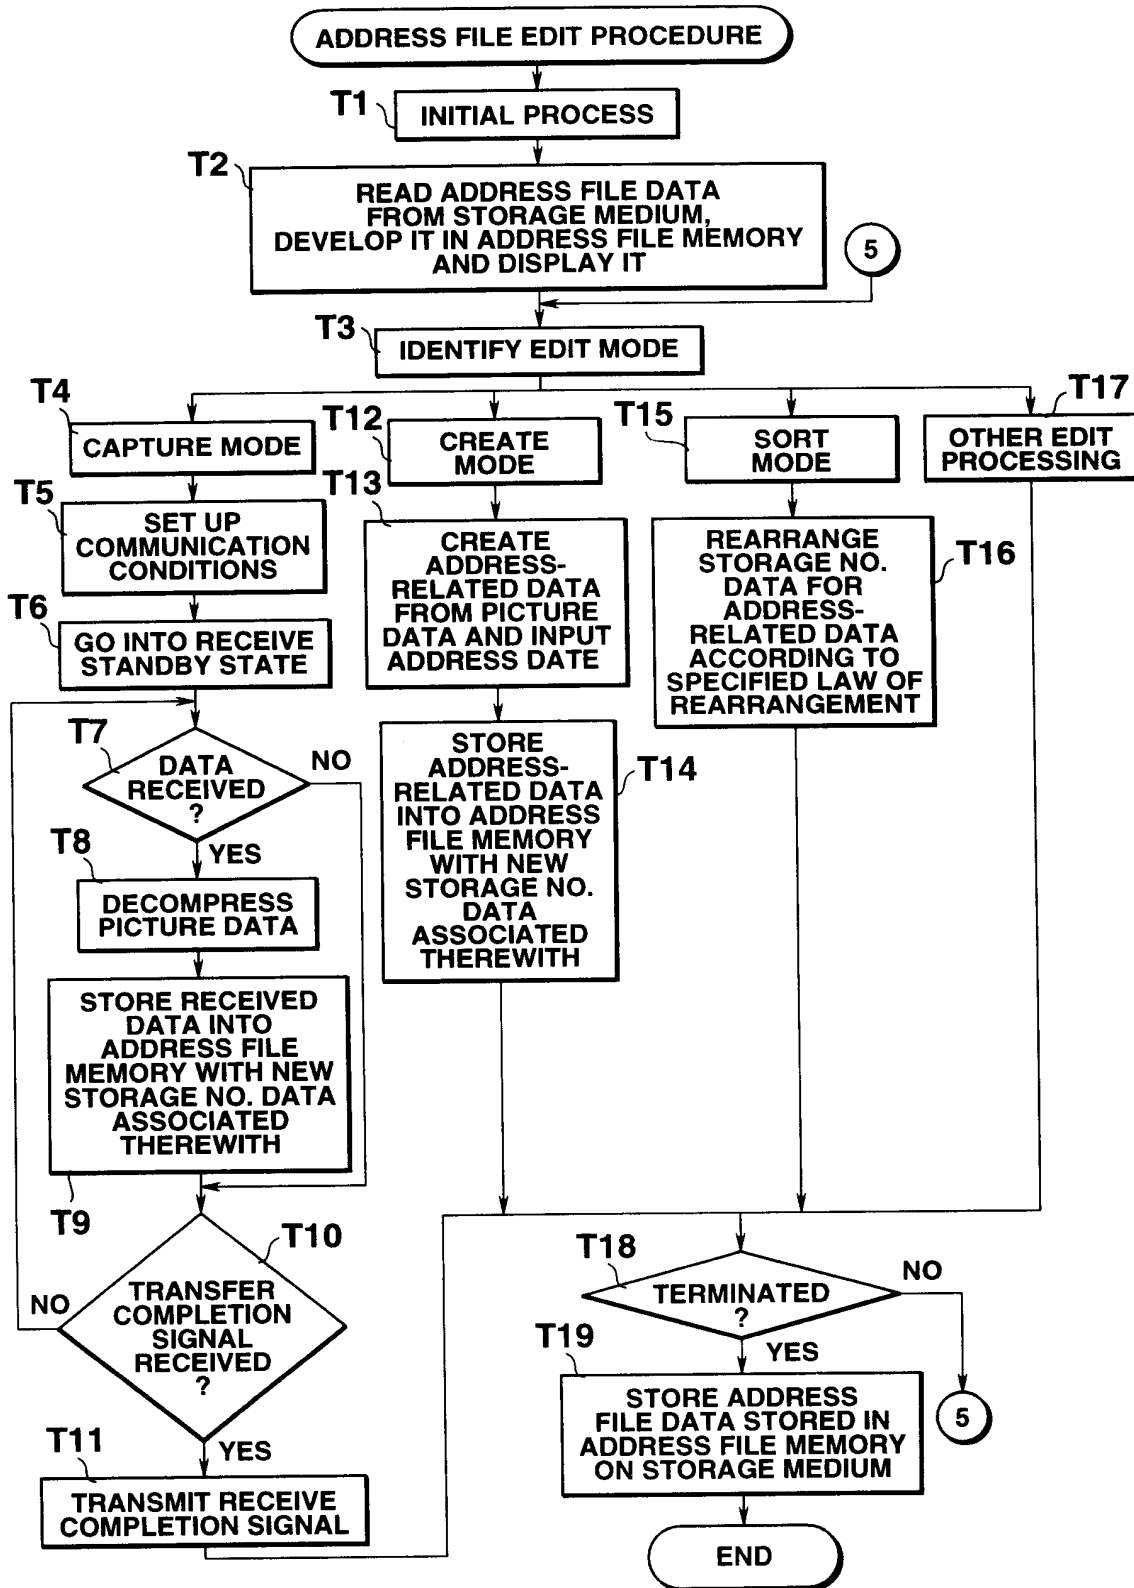 ADDRESS FILE EDIT PROCEDURE
T1
INITIAL PROCESS
T2
READ ADDRESS FILE DATA
FROM STORAGE MEDIUM,
DEVELOP IT IN ADDRESS FILE MEMORY
AND DISPLAY IT
5
T3
IDENTIFY EDIT MODE
T4
CAPTURE MODE
T5
SET UP
COMMUNICATION
CONDITIONS
T6
GO INTO RECEIVE
STANDBY STATE
T7
DATA
RECEIVED
?
NO
YES
T8
DECOMPRESS
PICTURE DATA
STORE RECEIVED
DATA INTO
ADDRESS FILE
MEMORY WITH NEW
STORAGE NO. DATA
ASSOCIATED
THEREWITH
T9
T10
TRANSFER
COMPLETION
SIGNAL
RECEIVED
?
NO
YES
T11
TRANSMIT RECEIVE
COMPLETION SIGNAL
T12
CREATE
MODE
T13
CREATE
ADDRESS-
RELATED DATA
FROM PICTURE
DATA AND INPUT
ADDRESS DATE
STORE
ADDRESS-
RELATED DATA
INTO ADDRESS
FILE MEMORY
WITH NEW
STORAGE NO.
DATA
ASSOCIATED
THEREWITH
T14
T15
SORT
MODE
REARRANGE
STORAGE NO.
DATA FOR
ADDRESS-
RELATED DATA
ACCORDING TO
SPECIFIED LAW OF
REARRANGEMENT
T16
T17
OTHER EDIT
PROCESSING
T18
TERMINATED
?
NO
YES
5
T19
STORE ADDRESS
FILE DATA STORED IN
ADDRESS FILE MEMORY
ON STORAGE MEDIUM
END